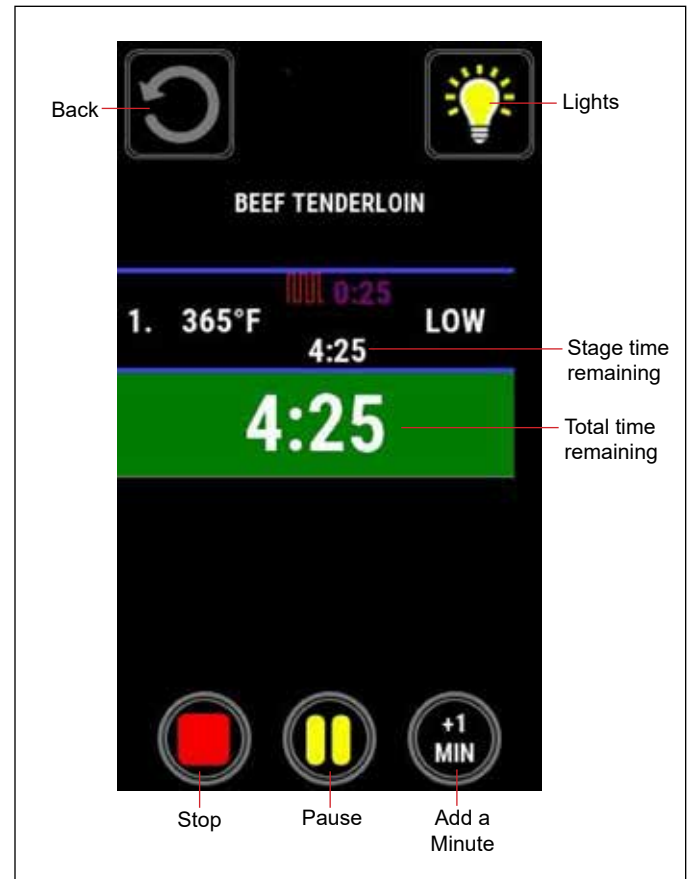 Back
Lights
BEEF TENDERLOIN
0:25
1. 365°F LOW
4:25
Stage time
remaining
4:25
Total time
remaining
+1
MIN
Stop
Pause
Add a
Minute